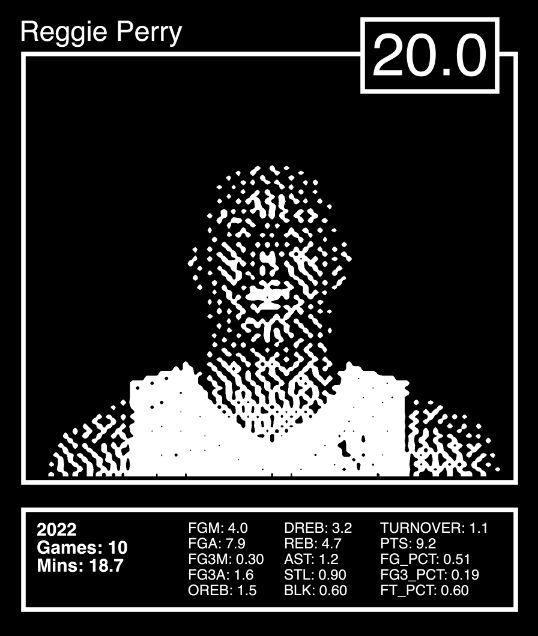 Reggie Perry
20.0
2022
Games: 10
Mins: 18.7
FGM: 4.0
FGA: 7.9
FG3M: 0.30
FG3A: 1.6
OREB: 1.5
DREB: 3.2
REB: 4.7
AST: 1.2
STL: 0.90
BLK: 0.60
TURNOVER: 1.1
PTS: 9.2
FG_PCT: 0.51
FG3_PCT: 0.19
FT_PCT: 0.60